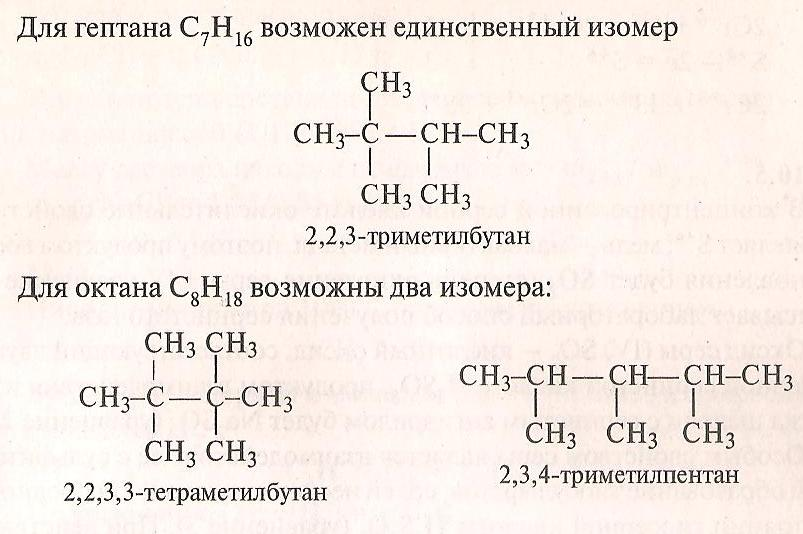 Для гептана C₇H₁₆ возможен единственный изомер
CH₃
CH₃–C–CH–CH₃
CH₃ CH₃
2,2,3-триметилбутан
Для октана C₈H₁₈ возможны два изомера:
CH₃ CH₃
CH₃–C–C–CH₃
CH₃ CH₃
2,2,3,3-тетраметилбутан
CH₃–CH–CH–CH–CH₃
CH₃ CH₃ CH₃
2,3,4-триметилпентан